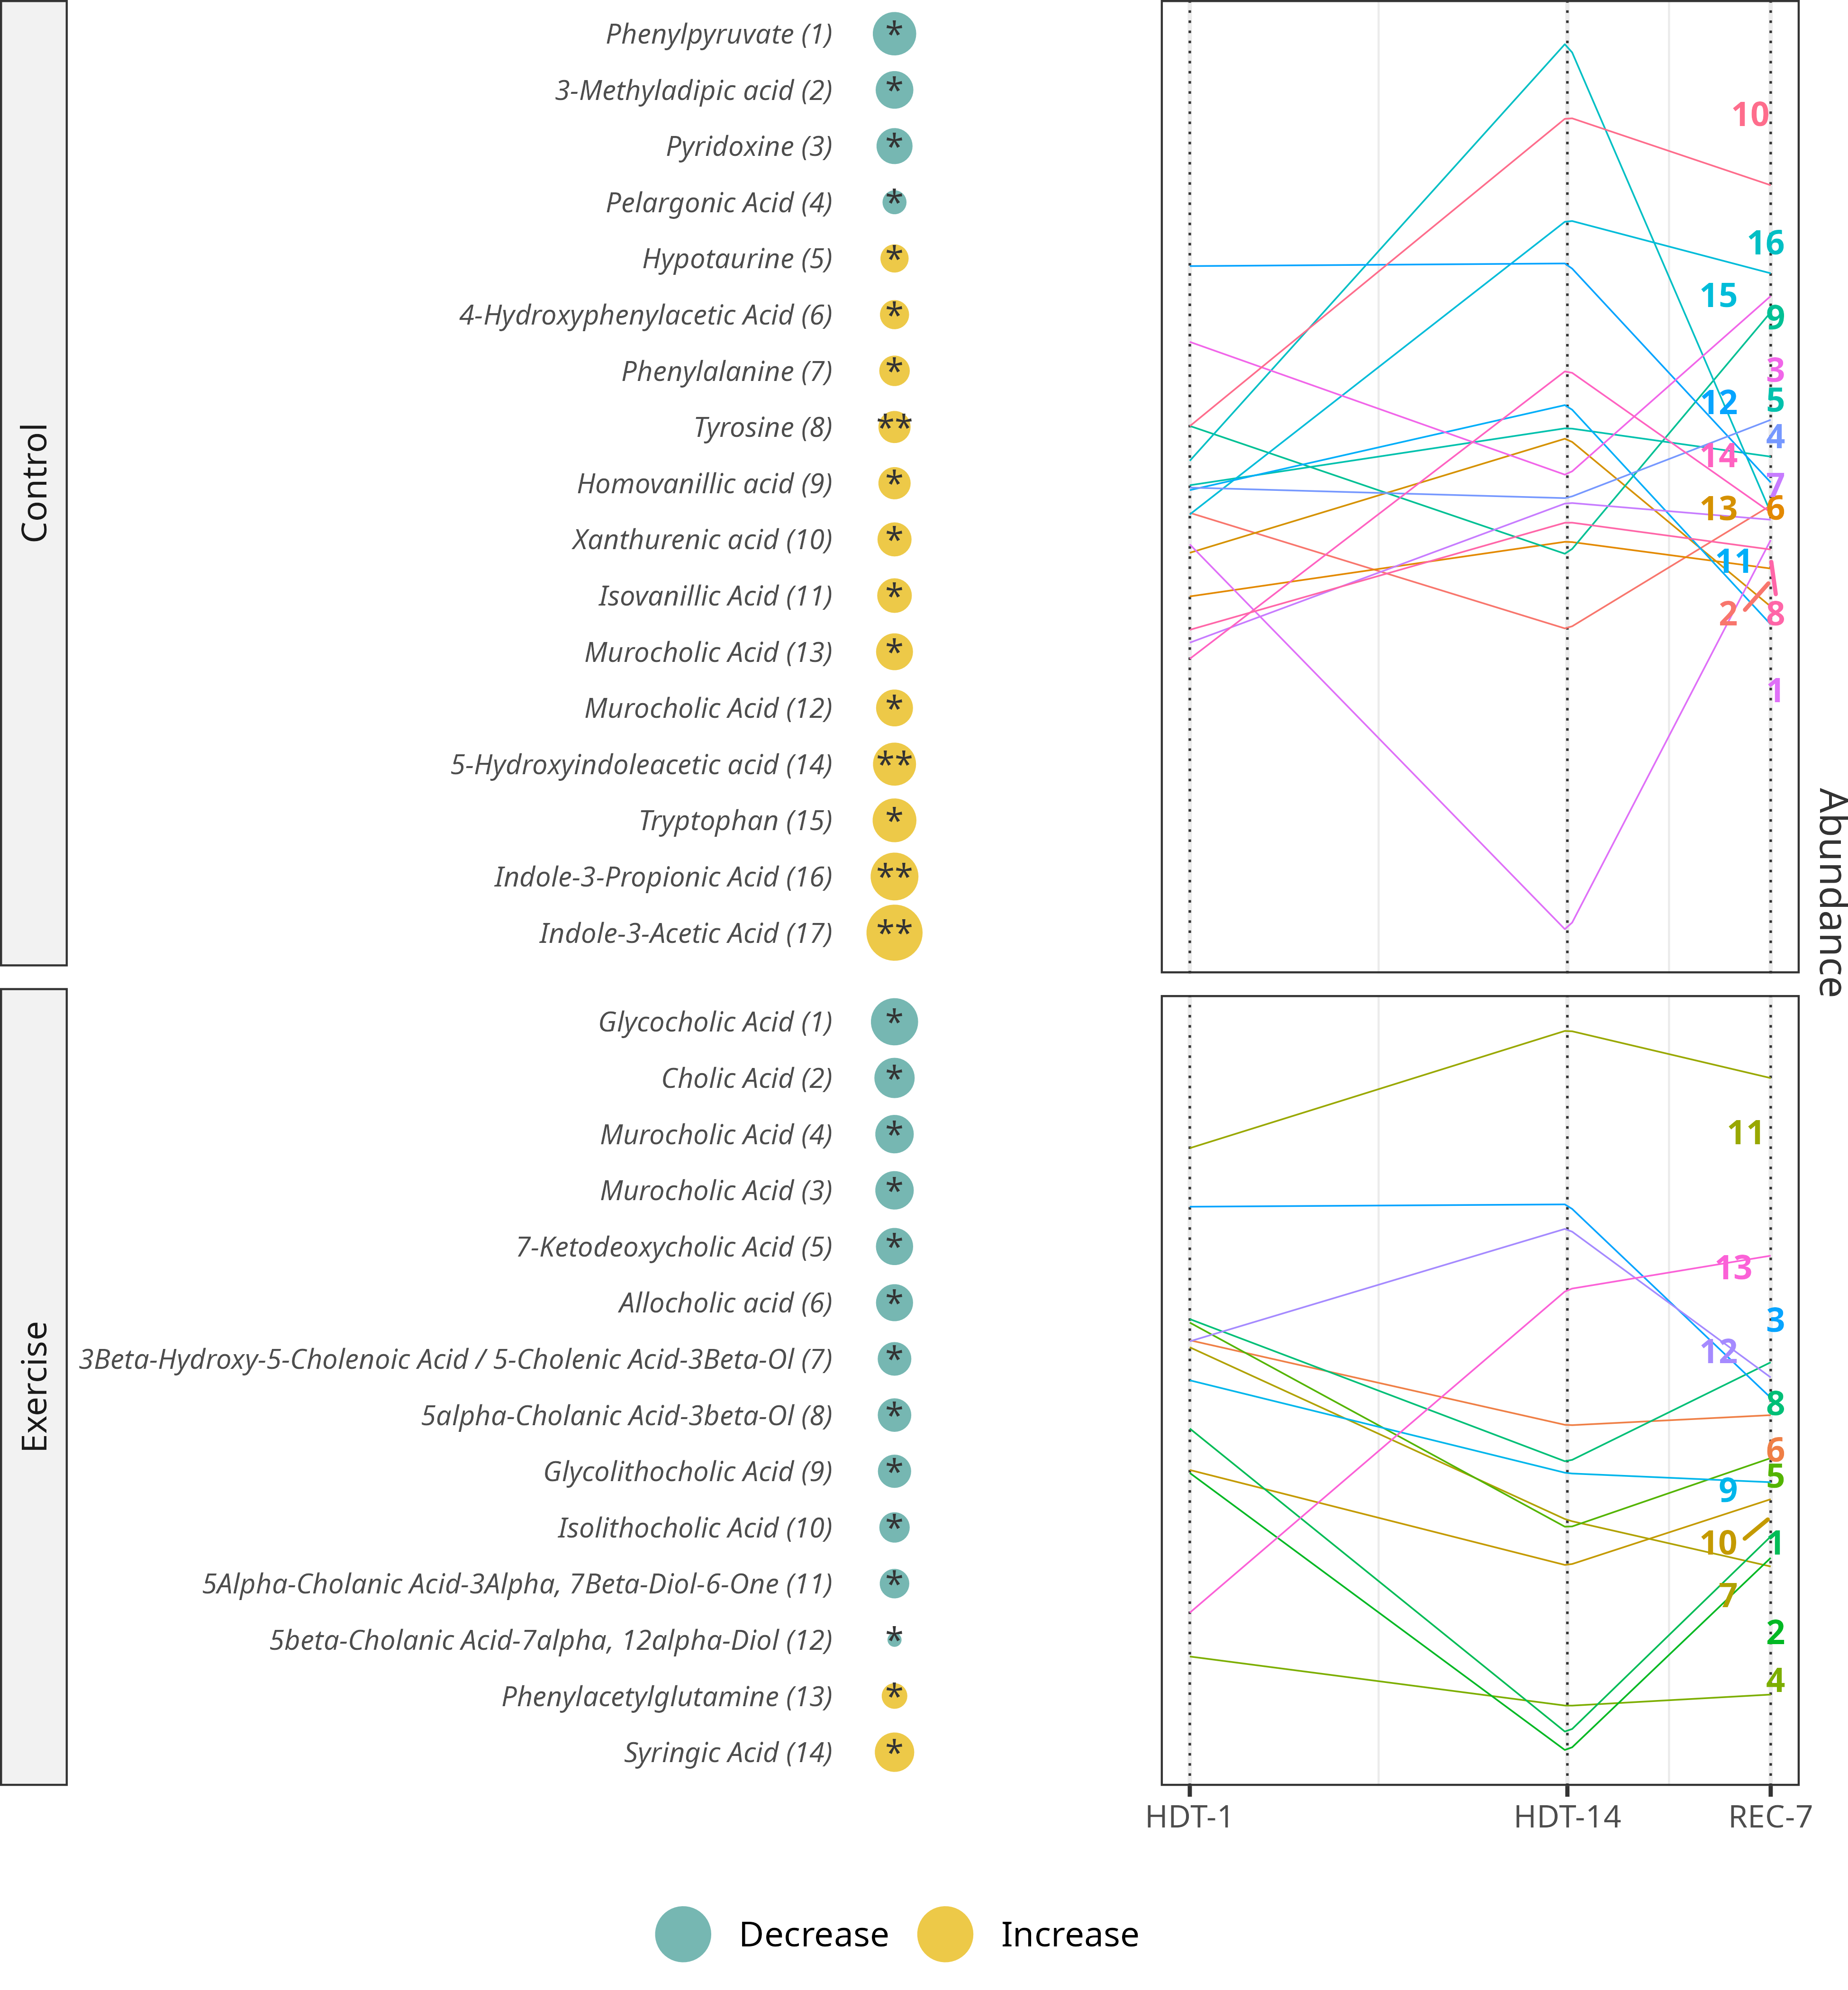 Control
Phenylpyruvate (1)
*
3-Methyladipic acid (2)
*
Pyridoxine (3)
*
Pelargonic Acid (4)
*
Hypotaurine (5)
*
4-Hydroxyphenylacetic Acid (6)
*
Phenylalanine (7)
*
Tyrosine (8)
**
Homovanillic acid (9)
*
Xanthurenic acid (10)
*
Isovanillic Acid (11)
*
Murocholic Acid (13)
*
Murocholic Acid (12)
*
5-Hydroxyindoleacetic acid (14)
**
Tryptophan (15)
*
Indole-3-Propionic Acid (16)
**
Indole-3-Acetic Acid (17)
**
10
16
15
9
3
12
5
4
14
7
13
6
11
2
8
1
Abundance
Exercise
Glycocholic Acid (1)
*
Cholic Acid (2)
*
Murocholic Acid (4)
*
Murocholic Acid (3)
*
7-Ketodeoxycholic Acid (5)
*
Allocholic acid (6)
*
3Beta-Hydroxy-5-Cholenoic Acid / 5-Cholenic Acid-3Beta-Ol (7)
*
5alpha-Cholanic Acid-3beta-Ol (8)
*
Glycolithocholic Acid (9)
*
Isolithocholic Acid (10)
*
5Alpha-Cholanic Acid-3Alpha, 7Beta-Diol-6-One (11)
*
5beta-Cholanic Acid-7alpha, 12alpha-Diol (12)
*
Phenylacetylglutamine (13)
*
Syringic Acid (14)
*
11
13
3
12
8
6
5
9
10
1
7
2
4
HDT-1
HDT-14
REC-7
Decrease
Increase